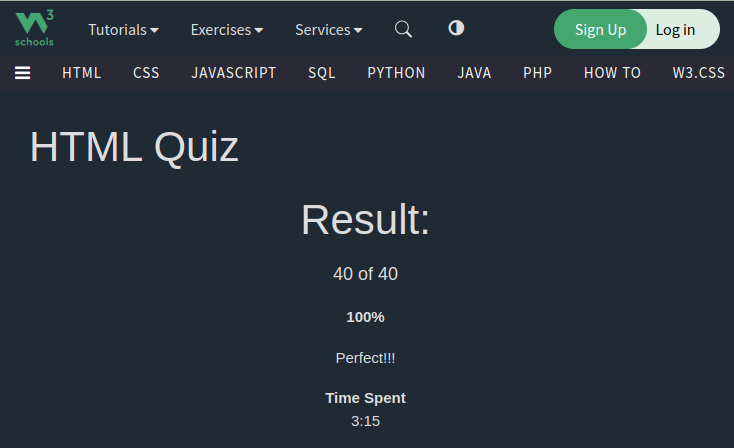 3
schools
Tutorials Exercises Services Sign Up Log in
HTML CSS JAVASCRIPT SQL PYTHON JAVA PHP HOW TO W3.CSS
HTML Quiz
Result:
40 of 40
100%
Perfect!!!
Time Spent
3:15